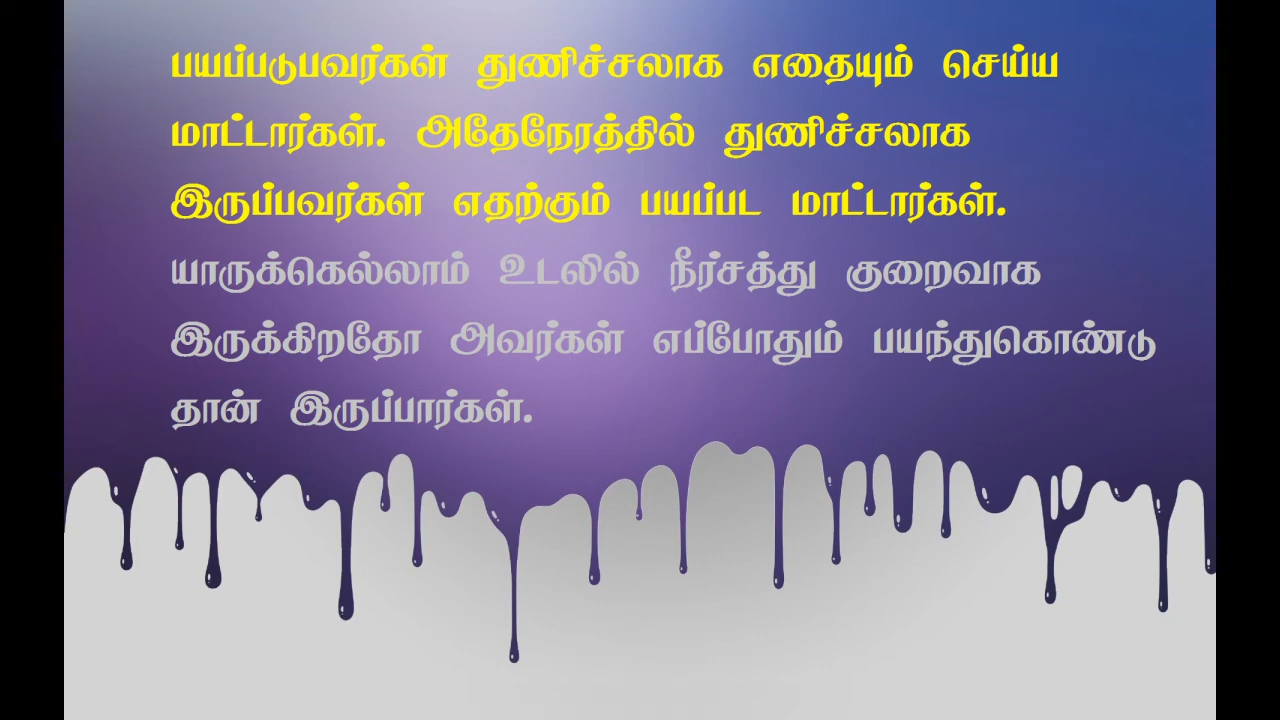 பயப்படுபவர்கள் துணிச்சலாக எதையும் செய்ய
மாட்டார்கள். அதேநேரத்தில் துணிச்சலாக
இருப்பவர்கள் எதற்கும் பயப்பட மாட்டார்கள்.
யாருக்கெல்லாம் உடலில் நீர்சத்து குறைவாக
இருக்கிறதோ அவர்கள் எப்போதும் பயந்துகொண்டு
தான் இருப்பார்கள்.